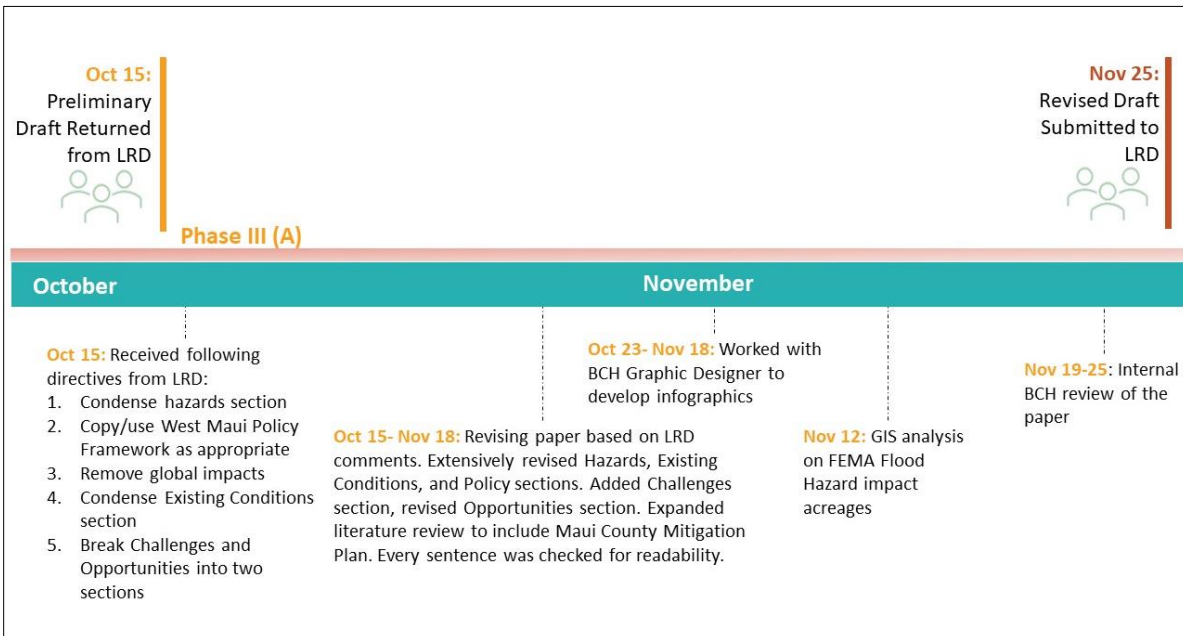 Oct 15:
Preliminary
Draft Returned
from LRD
Nov 25:
Revised Draft
Submitted to
LRD
Phase III (A)
October
November
Oct 15: Received following
directives from LRD:
1. Condense hazards section
2. Copy/use West Maui Policy
Framework as appropriate
3. Remove global impacts
4. Condense Existing Conditions
section
5. Break Challenges and
Opportunities into two
sections
Oct 15- Nov 18: Revising paper based on LRD
comments. Extensively revised Hazards, Existing
Conditions, and Policy sections. Added Challenges
section, revised Opportunities section. Expanded
literature review to include Maui County Mitigation
Plan. Every sentence was checked for readability.
Oct 23- Nov 18: Worked with
BCH Graphic Designer to
develop infographics
Nov 12: GIS analysis
on FEMA Flood
Hazard impact
acreages
Nov 19-25: Internal
BCH review of the
paper